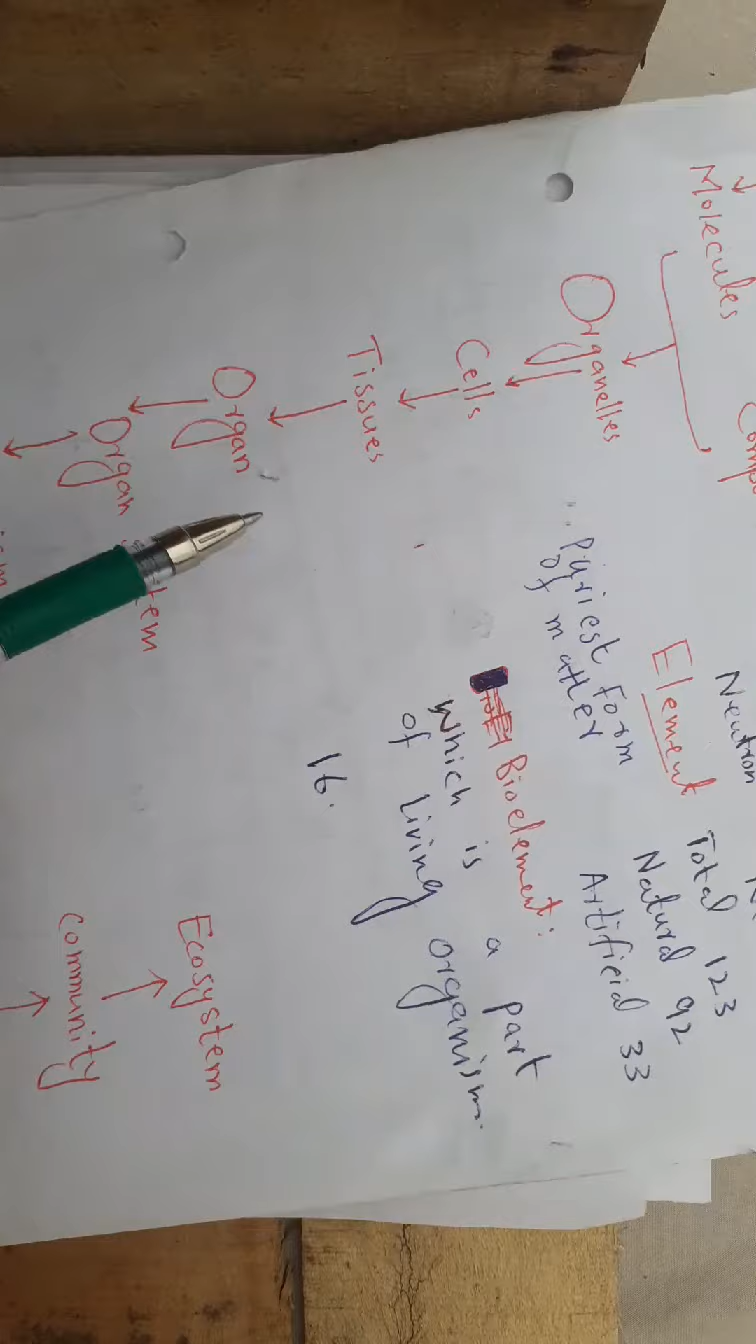 Neutron
Molecules
Element Total 123
Natural 92
Artificial 33
Organelles
Puriest Form
of matter
Cells
Bioelement:
Which is a part
of living organism.
Tissues
16.
Organ
Ecosystem
Organ
Community